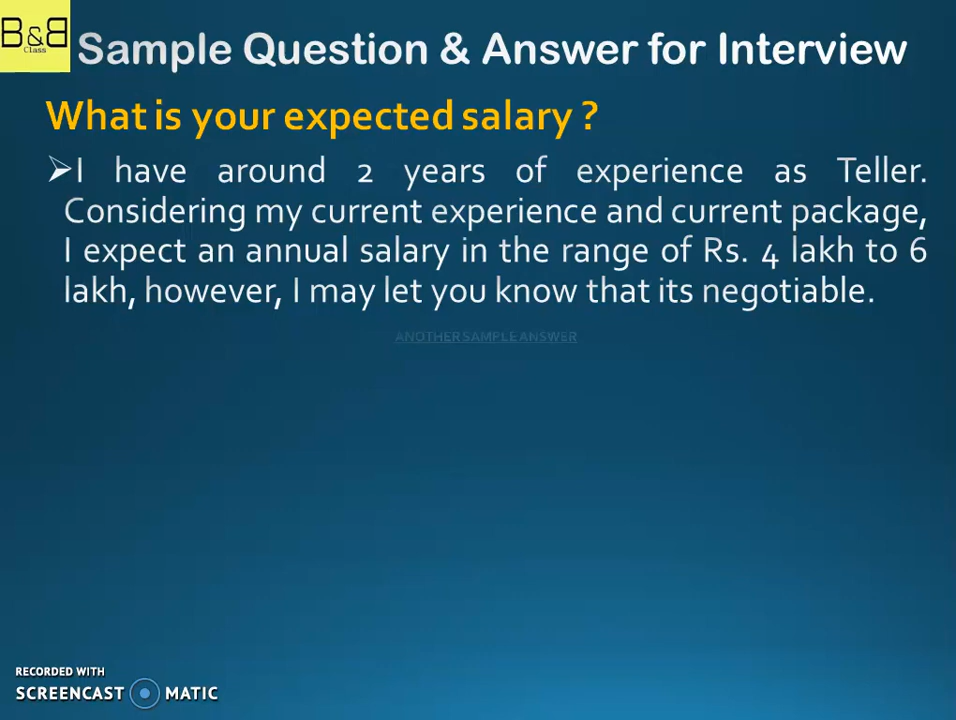 B&B
Class
Sample Question & Answer for Interview
What is your expected salary ?
➢I have around 2 years of experience as Teller.
Considering my current experience and current package,
I expect an annual salary in the range of Rs. 4 lakh to 6
lakh, however, I may let you know that its negotiable.
ANOTHER SAMPLE ANSWER
RECORDED WITH
SCREENCAST MATIC